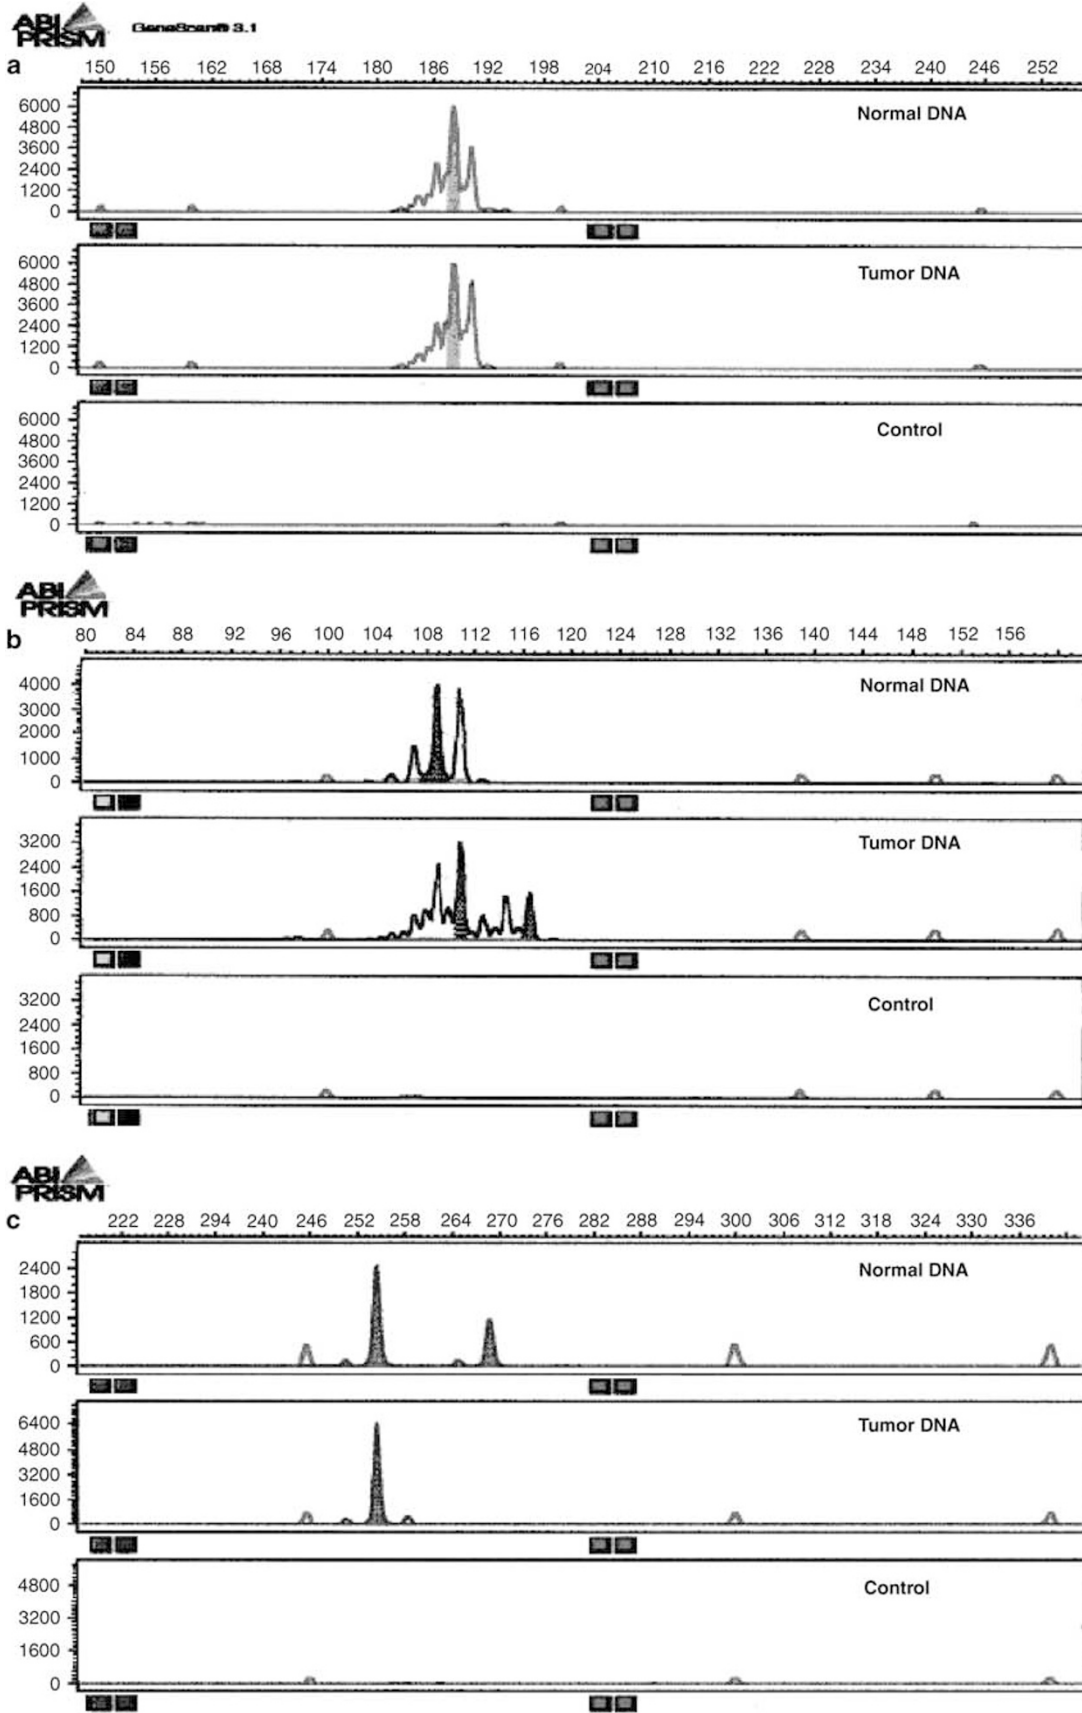 ABI PRISM GeneScan® 3.1
a
150 156 162 168 174 180 186 192 198 204 210 216 222 228 234 240 246 252
6000
4800
3600
2400
1200
0
Normal DNA
6000
4800
3600
2400
1200
0
Tumor DNA
6000
4800
3600
2400
1200
0
Control
ABI PRISM
b
80 84 88 92 96 100 104 108 112 116 120 124 128 132 136 140 144 148 152 156
4000
3000
2000
1000
0
Normal DNA
3200
2400
1600
800
0
Tumor DNA
3200
2400
1600
800
0
Control
ABI PRISM
c
222 228 294 240 246 252 258 264 270 276 282 288 294 300 306 312 318 324 330 336
2400
1800
1200
600
0
Normal DNA
6400
4800
3200
1600
0
Tumor DNA
4800
3200
1600
0
Control